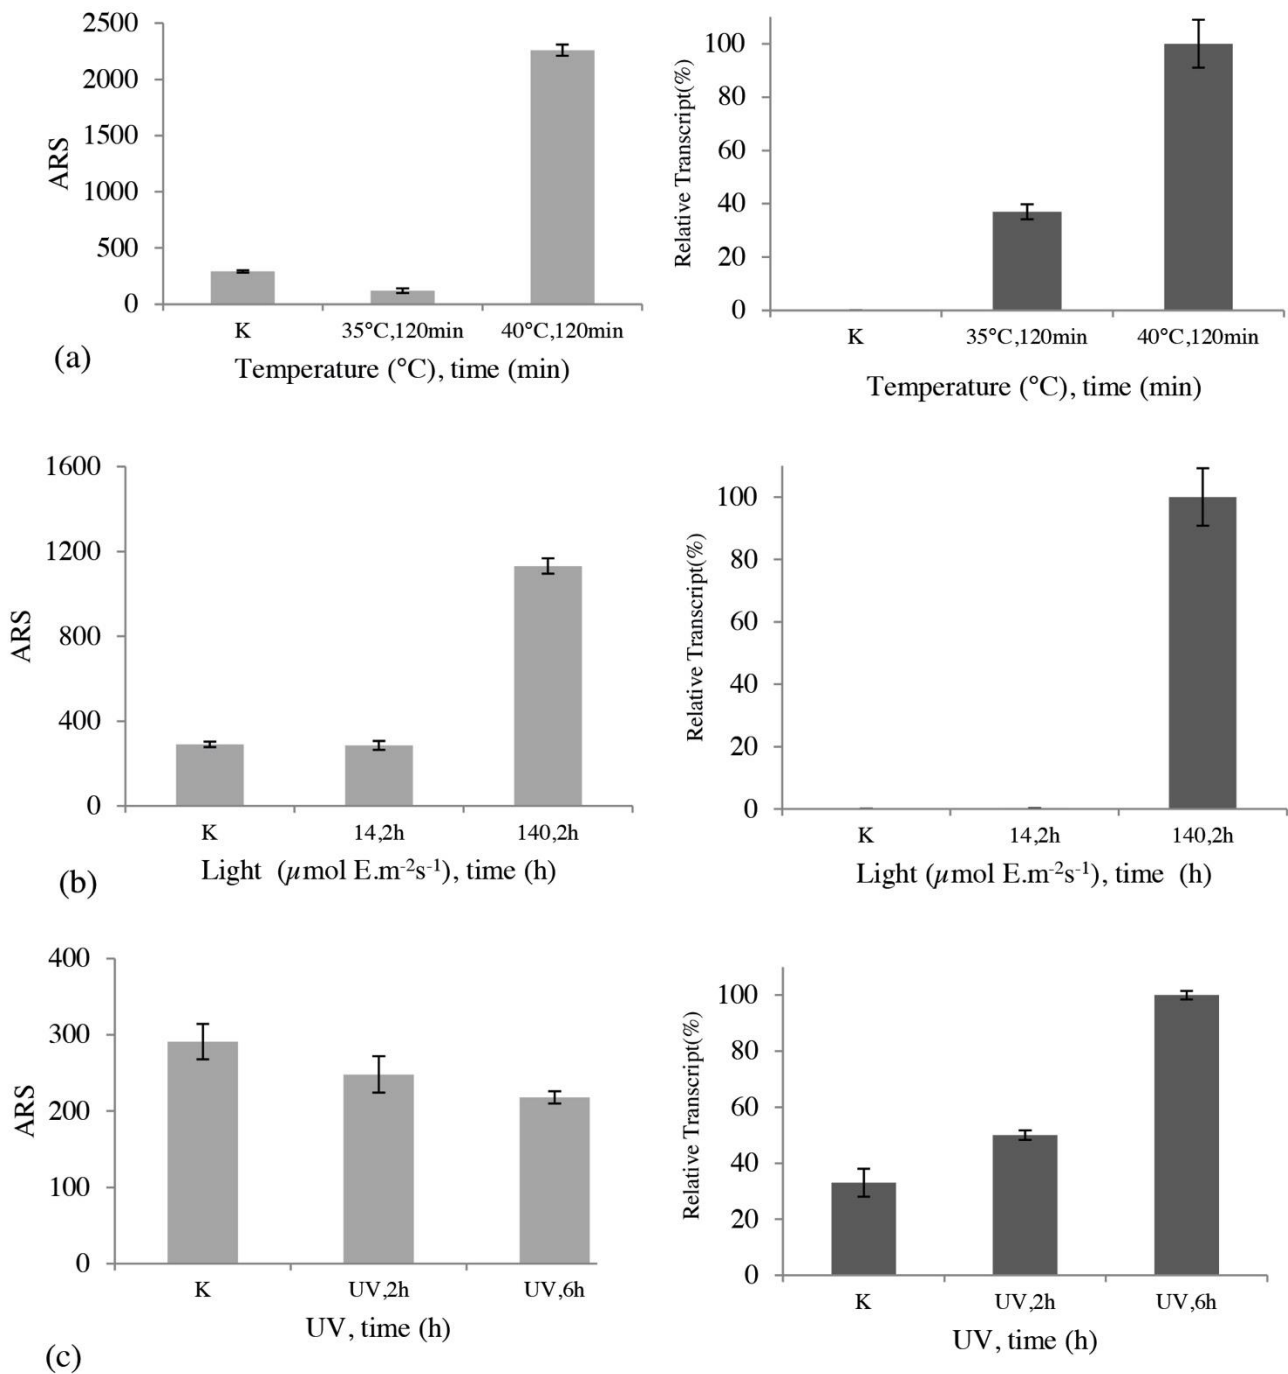 2500
2000
1500
1000
500
0
ARS
K 35°C,120min 40°C,120min
Temperature (°C), time (min)
100
80
60
40
20
0
Relative Transcript(%)
K 35°C,120min 40°C,120min
Temperature (°C), time (min)
(a)
1600
1200
800
400
0
ARS
K 14,2h 140,2h
Light (µmol E.m⁻²s⁻¹), time (h)
100
80
60
40
20
0
Relative Transcript(%)
K 14,2h 140,2h
Light (µmol E.m⁻²s⁻¹), time (h)
(b)
400
300
200
100
0
ARS
K UV,2h UV,6h
UV, time (h)
100
80
60
40
20
0
Relative Transcript(%)
K UV,2h UV,6h
UV, time (h)
(c)